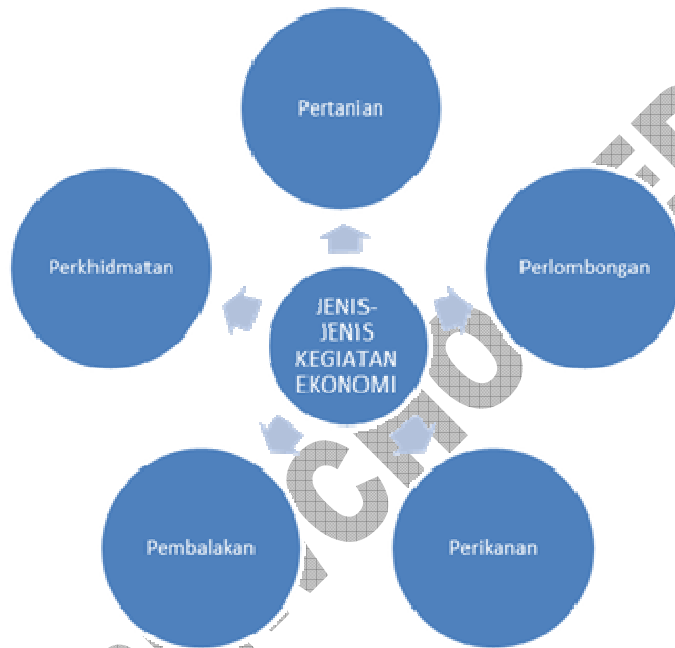 Pertanian
Perkhidmatan
Perlombongan
JENIS-
JENIS
KEGIATAN
EKONOMI
Pembalakan
Perikanan